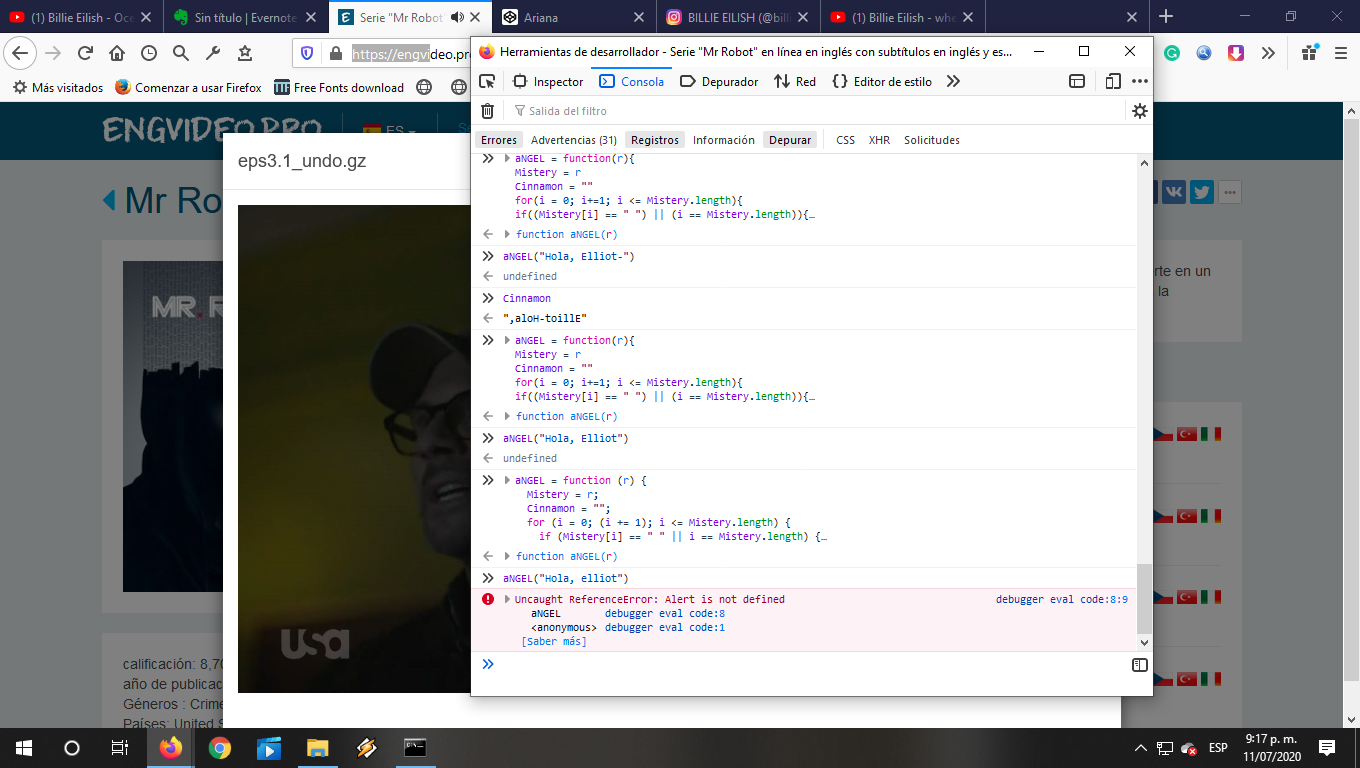 (1) Billie Eilish - Oce
Sin título | Evernote
Serie "Mr Robot
Ariana
BILLIE EILISH (@billi
(1) Billie Eilish - whe
https://engvideo.pro
Más visitados
Comenzar a usar Firefox
Free Fonts download
ENGVIDEO.PRO
ES
eps3.1_undo.gz
Mr Ro
MR. R
usa
calificación: 8,70
año de publicac
Géneros : Crime
Países: United S
rte en un
la
Herramientas de desarrollador - Serie "Mr Robot" en línea en inglés con subtítulos en inglés y es...
Inspector
Consola
Depurador
Red
Editor de estilo
Salida del filtro
Errores
Advertencias (31)
Registros
Información
Depurar
CSS
XHR
Solicitudes
aNGEL = function(r){
Mistery = r
Cinnamon = ""
for(i = 0; i+=1; i <= Mistery.length){
if((Mistery[i] == " ") || (i == Mistery.length)){…
function aNGEL(r)
aNGEL("Hola, Elliot-")
undefined
Cinnamon
",aloH-toillE"
aNGEL = function(r){
Mistery = r
Cinnamon = ""
for(i = 0; i+=1; i <= Mistery.length){
if((Mistery[i] == " ") || (i == Mistery.length)){…
function aNGEL(r)
aNGEL("Hola, Elliot")
undefined
aNGEL = function (r) {
Mistery = r;
Cinnamon = "";
for (i = 0; (i += 1); i <= Mistery.length) {
if (Mistery[i] == " " || i == Mistery.length) {…
function aNGEL(r)
aNGEL("Hola, elliot")
Uncaught ReferenceError: Alert is not defined
debugger eval code:8:9
aNGEL debugger eval code:8
<anonymous> debugger eval code:1
[Saber más]
ESP
9:17 p. m.
11/07/2020